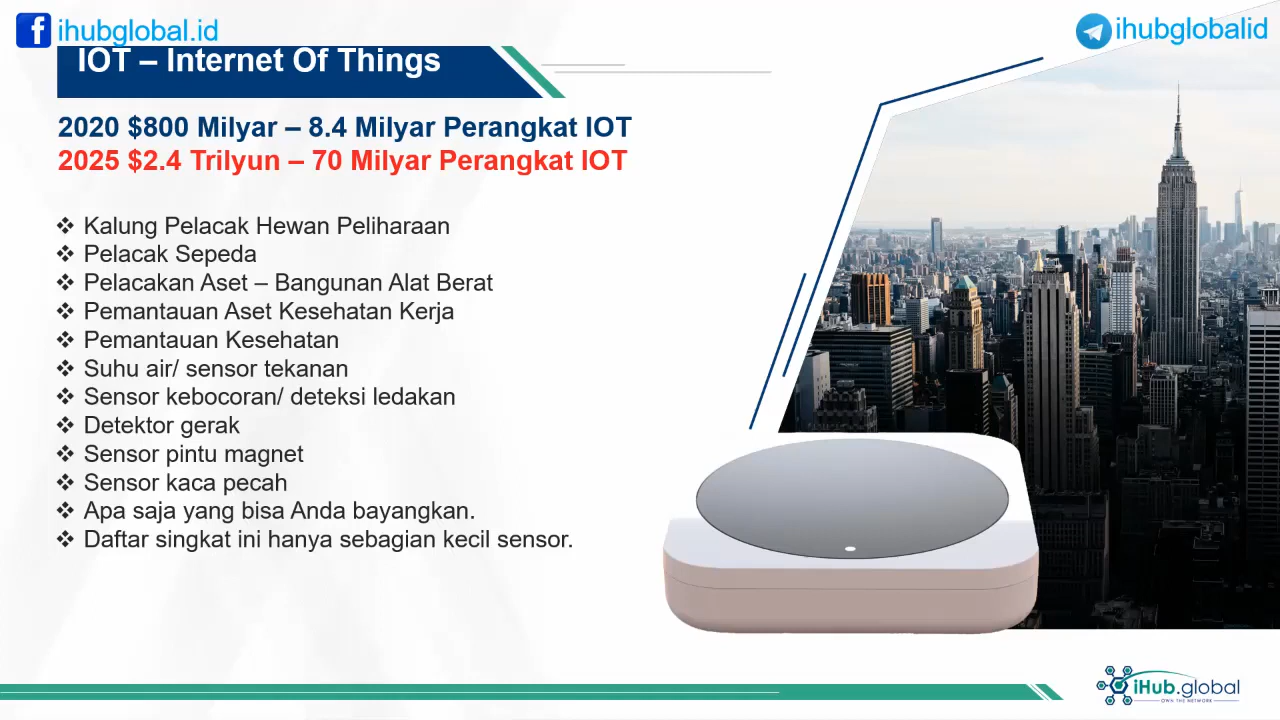 ihubglobal.id
ihubglobalid
IOT – Internet Of Things
2020 $800 Milyar – 8.4 Milyar Perangkat IOT
2025 $2.4 Trilyun – 70 Milyar Perangkat IOT
❖ Kalung Pelacak Hewan Peliharaan
❖ Pelacak Sepeda
❖ Pelacakan Aset – Bangunan Alat Berat
❖ Pemantauan Aset Kesehatan Kerja
❖ Pemantauan Kesehatan
❖ Suhu air/ sensor tekanan
❖ Sensor kebocoran/ deteksi ledakan
❖ Detektor gerak
❖ Sensor pintu magnet
❖ Sensor kaca pecah
❖ Apa saja yang bisa Anda bayangkan.
❖ Daftar singkat ini hanya sebagian kecil sensor.
iHub.global
OWN THE NETWORK